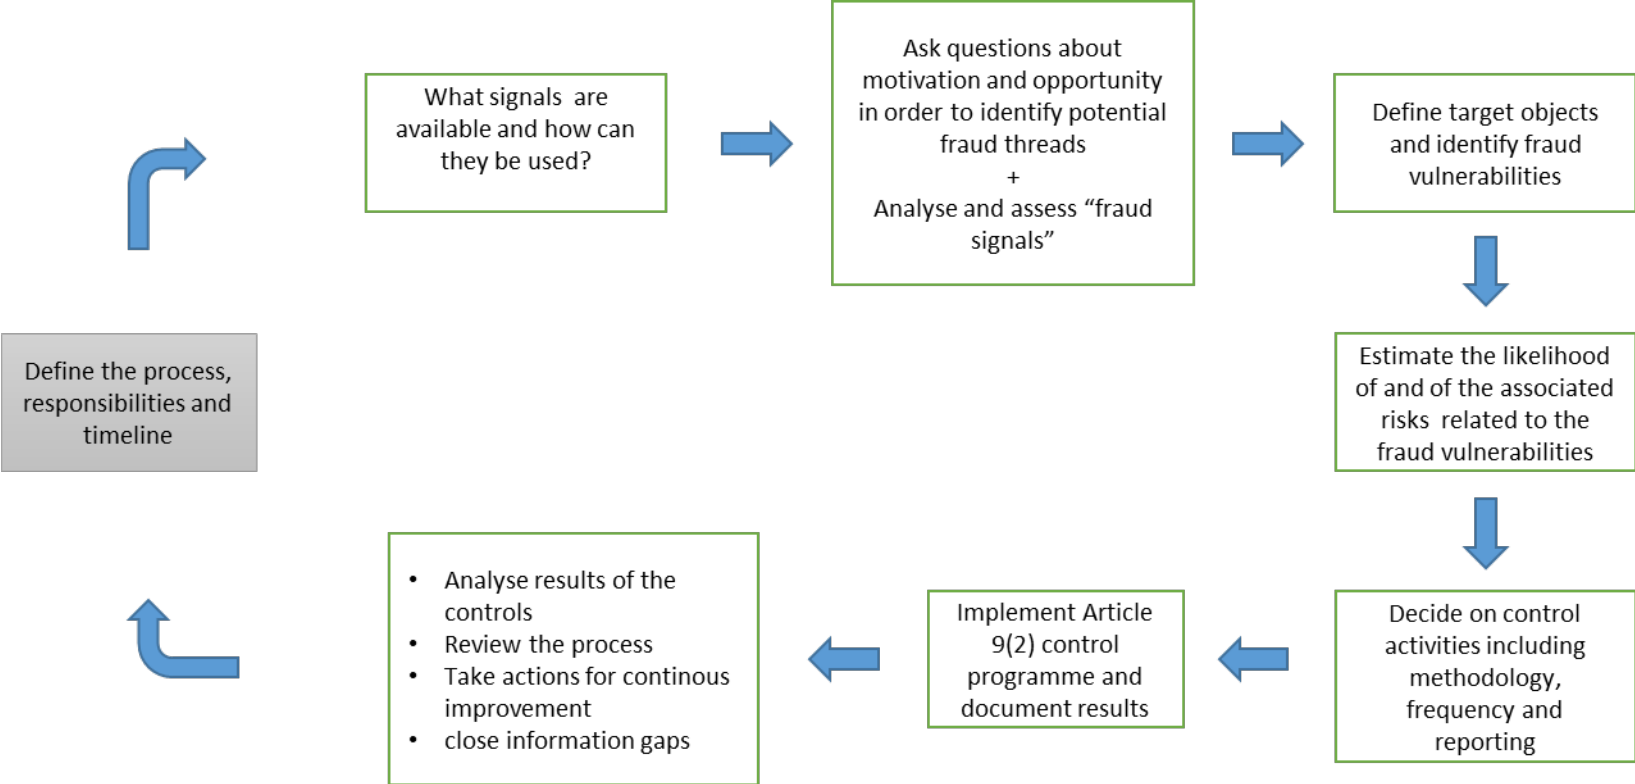 What signals  are
available and how can
they be used?
Ask questions about
motivation and opportunity
in order to identify potential
fraud threads
+
Analyse and assess “fraud
signals”
Define target objects
and identify fraud
vulnerabilities
Estimate the likelihood
of and of the associated
risks  related to the
fraud vulnerabilities
Decide on control
activities including
methodology,
frequency and
reporting
Implement Article
9(2) control
programme and
document results
• Analyse results of the
controls
• Review the process
• Take actions for continous
improvement
• close information gaps
Define the process,
responsibilities and
timeline